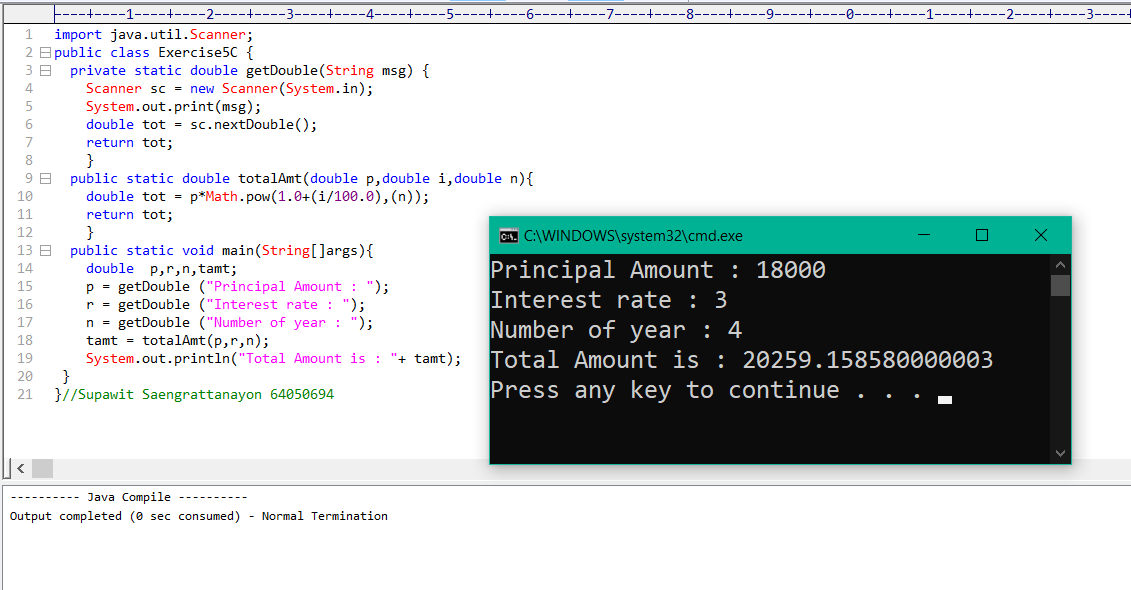 ----+----1----+----2----+----3----+----4----+----5----+----6----+----7----+----8----+----9----+----0----+----1----+----2----+----3----
1 import java.util.Scanner;
2 public class Exercise5C {
3 private static double getDouble(String msg) {
4 Scanner sc = new Scanner(System.in);
5 System.out.print(msg);
6 double tot = sc.nextDouble();
7 return tot;
8 }
9 public static double totalAmt(double p,double i,double n){
10 double tot = p*Math.pow(1.0+(i/100.0),(n));
11 return tot;
12 }
13 public static void main(String[]args){
14 double  p,r,n,tamt;
15 p = getDouble ("Principal Amount : ");
16 r = getDouble ("Interest rate : ");
17 n = getDouble ("Number of year : ");
18 tamt = totalAmt(p,r,n);
19 System.out.println("Total Amount is : "+ tamt);
20 }
21 }//Supawit Saengrattanayon 64050694
C:\WINDOWS\system32\cmd.exe
Principal Amount : 18000
Interest rate : 3
Number of year : 4
Total Amount is : 20259.158580000003
Press any key to continue . . .
---------- Java Compile ----------
Output completed (0 sec consumed) - Normal Termination